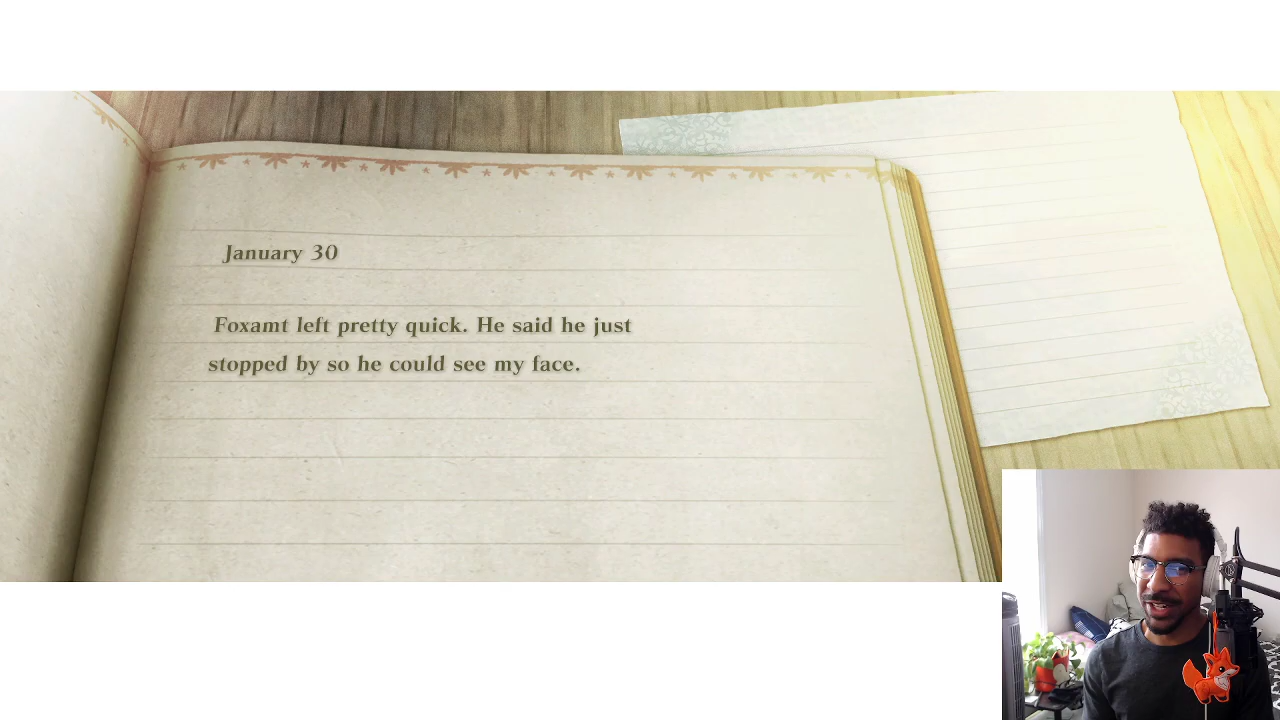 January 30
Foxamt left pretty quick. He said he just
stopped by so he could see my face.